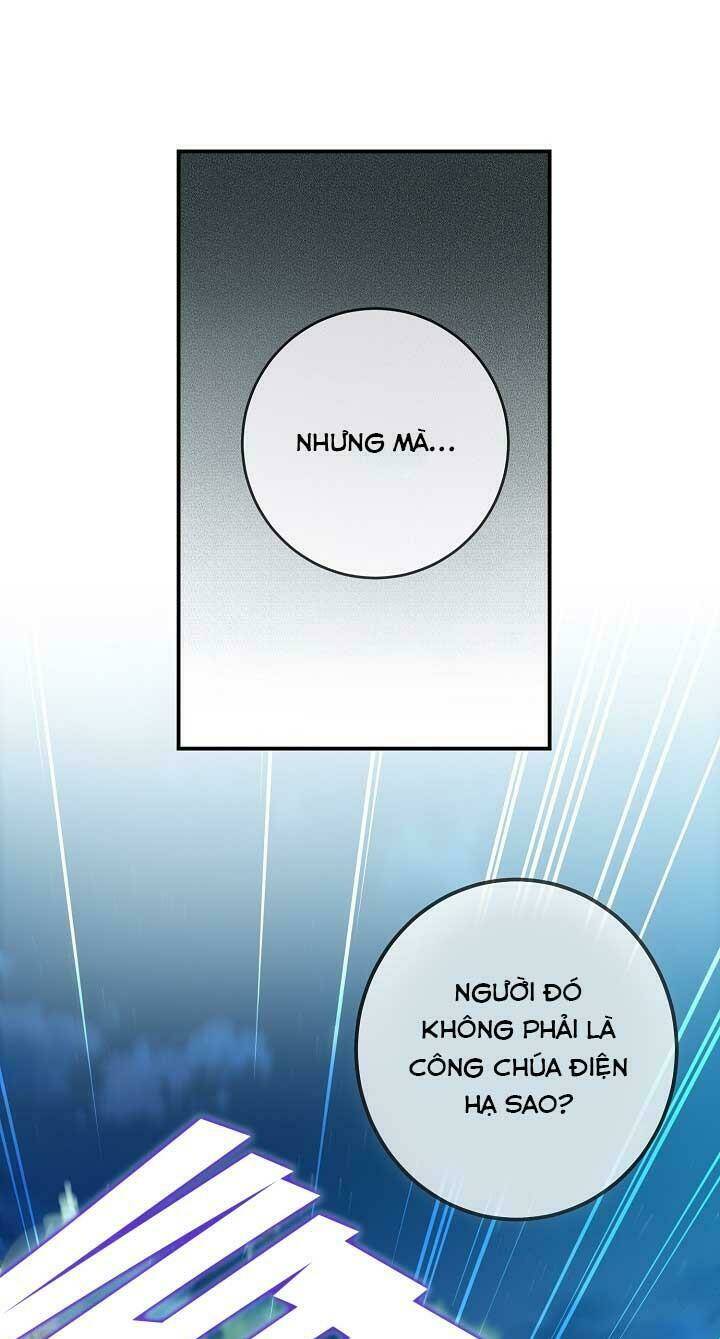 NHƯNG MÀ...
NGƯỜI ĐÓ
KHÔNG PHẢI LÀ
CÔNG CHÚA ĐIỆN
HẠ SAO?